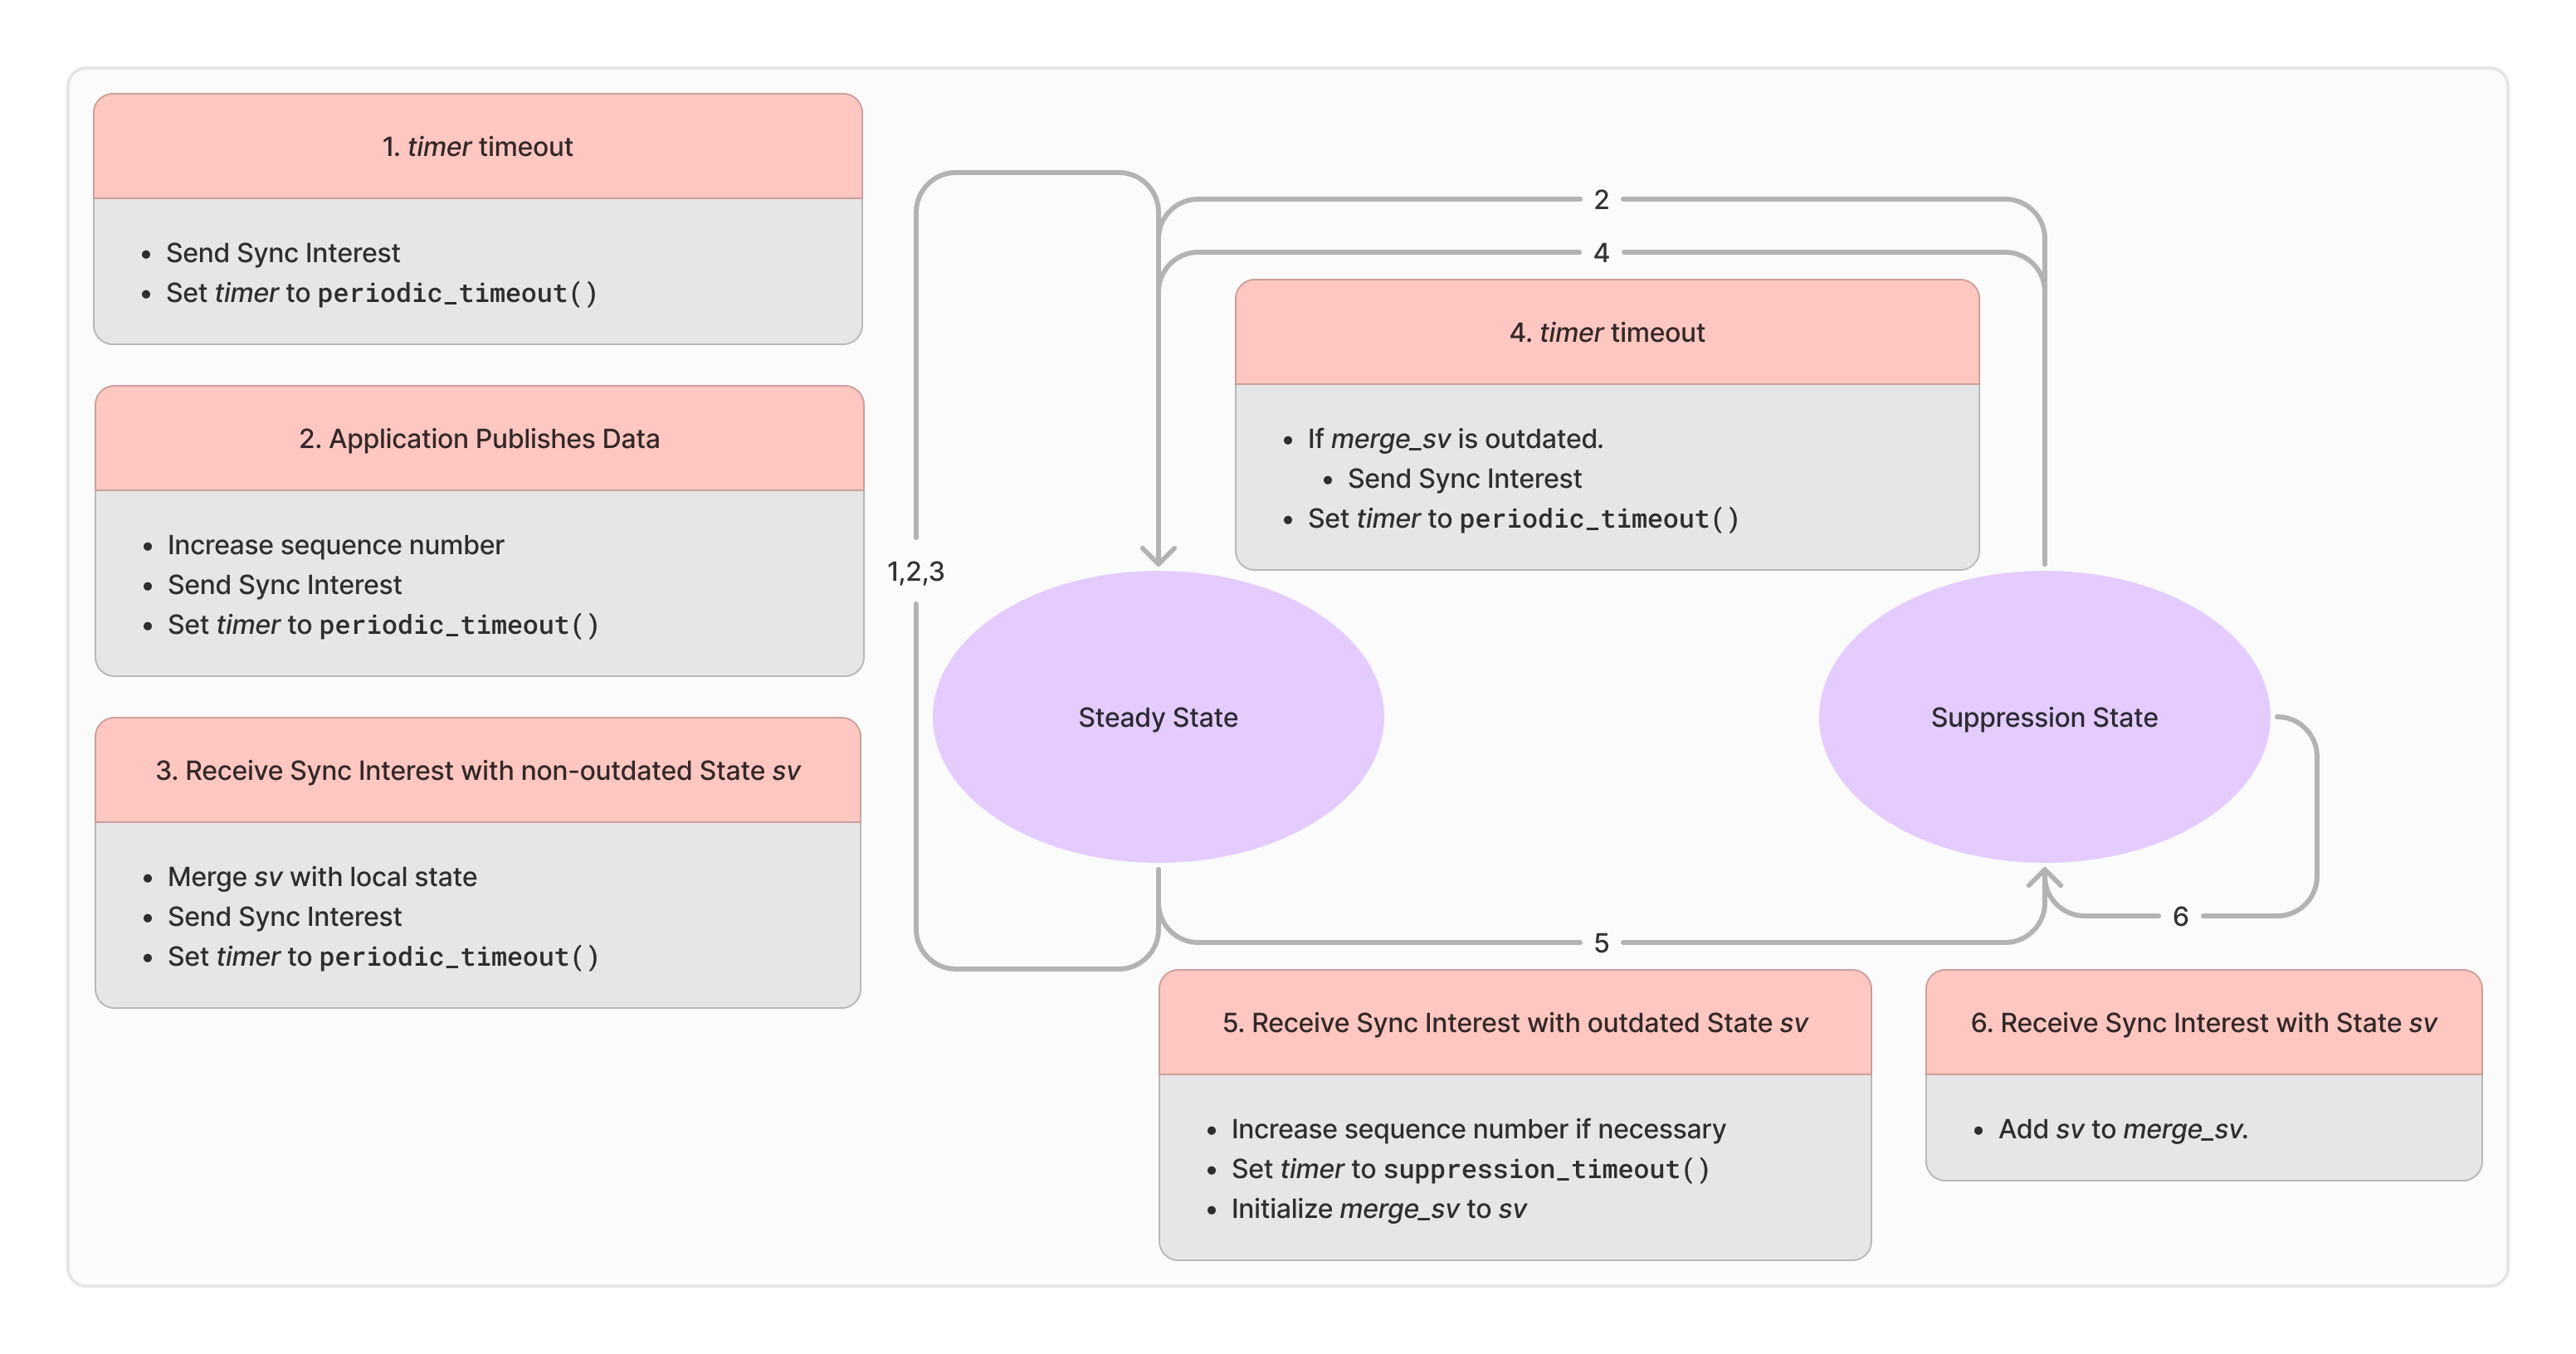 1. timer timeout
• Send Sync Interest
• Set timer to periodic_timeout()
2. Application Publishes Data
• Increase sequence number
• Send Sync Interest
• Set timer to periodic_timeout()
3. Receive Sync Interest with non-outdated State sv
• Merge sv with local state
• Send Sync Interest
• Set timer to periodic_timeout()
1,2,3
2
4
4. timer timeout
• If merge_sv is outdated.
• Send Sync Interest
• Set timer to periodic_timeout()
Steady State
Suppression State
6
5
5. Receive Sync Interest with outdated State sv
• Increase sequence number if necessary
• Set timer to suppression_timeout()
• Initialize merge_sv to sv
6. Receive Sync Interest with State sv
• Add sv to merge_sv.